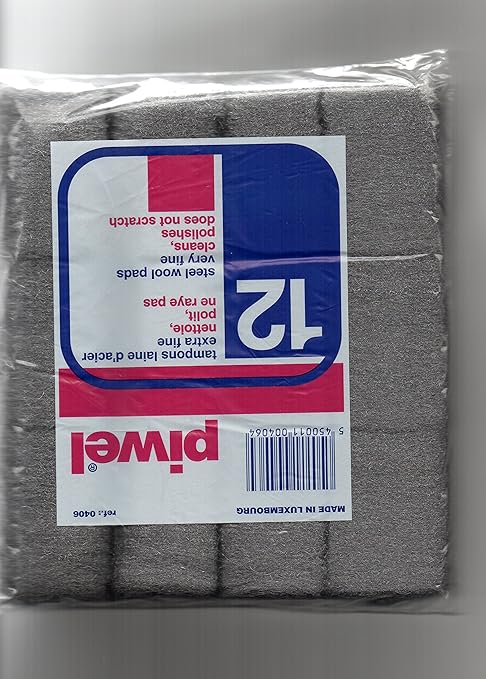 MADE IN LUXEMBOURG
ref.: 0406
5 450011 004064
piwel®
12
tampons laine d'acier
extra fine
nettoie,
polit,
ne raye pas
steel wool pads
very fine
cleans,
polishes
does not scratch